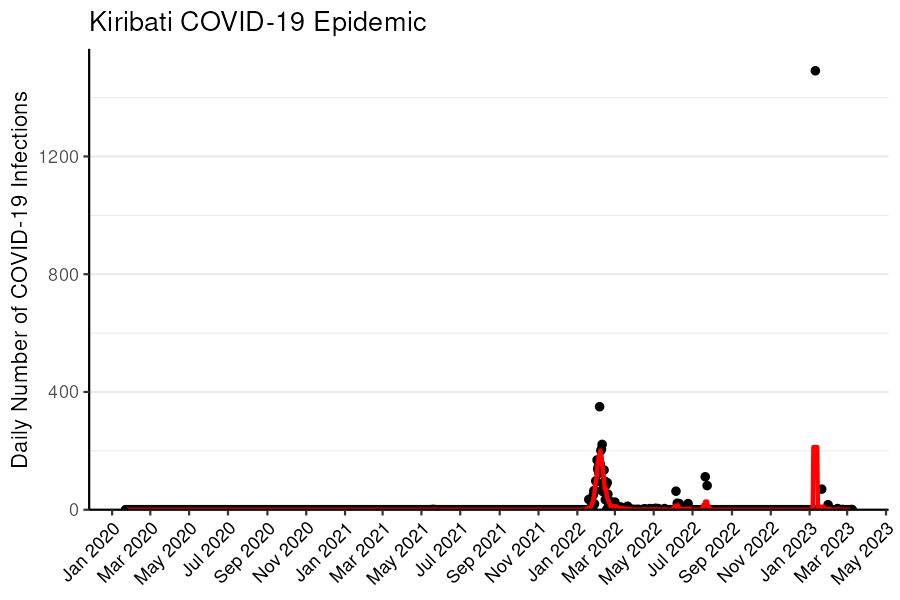 Kiribati COVID-19 Epidemic
Daily Number of COVID-19 Infections
1200
800
400
0
Jan 2020
Mar 2020
May 2020
Jul 2020
Sep 2020
Nov 2020
Jan 2021
Mar 2021
May 2021
Jul 2021
Sep 2021
Nov 2021
Jan 2022
Mar 2022
May 2022
Jul 2022
Sep 2022
Nov 2022
Jan 2023
Mar 2023
May 2023